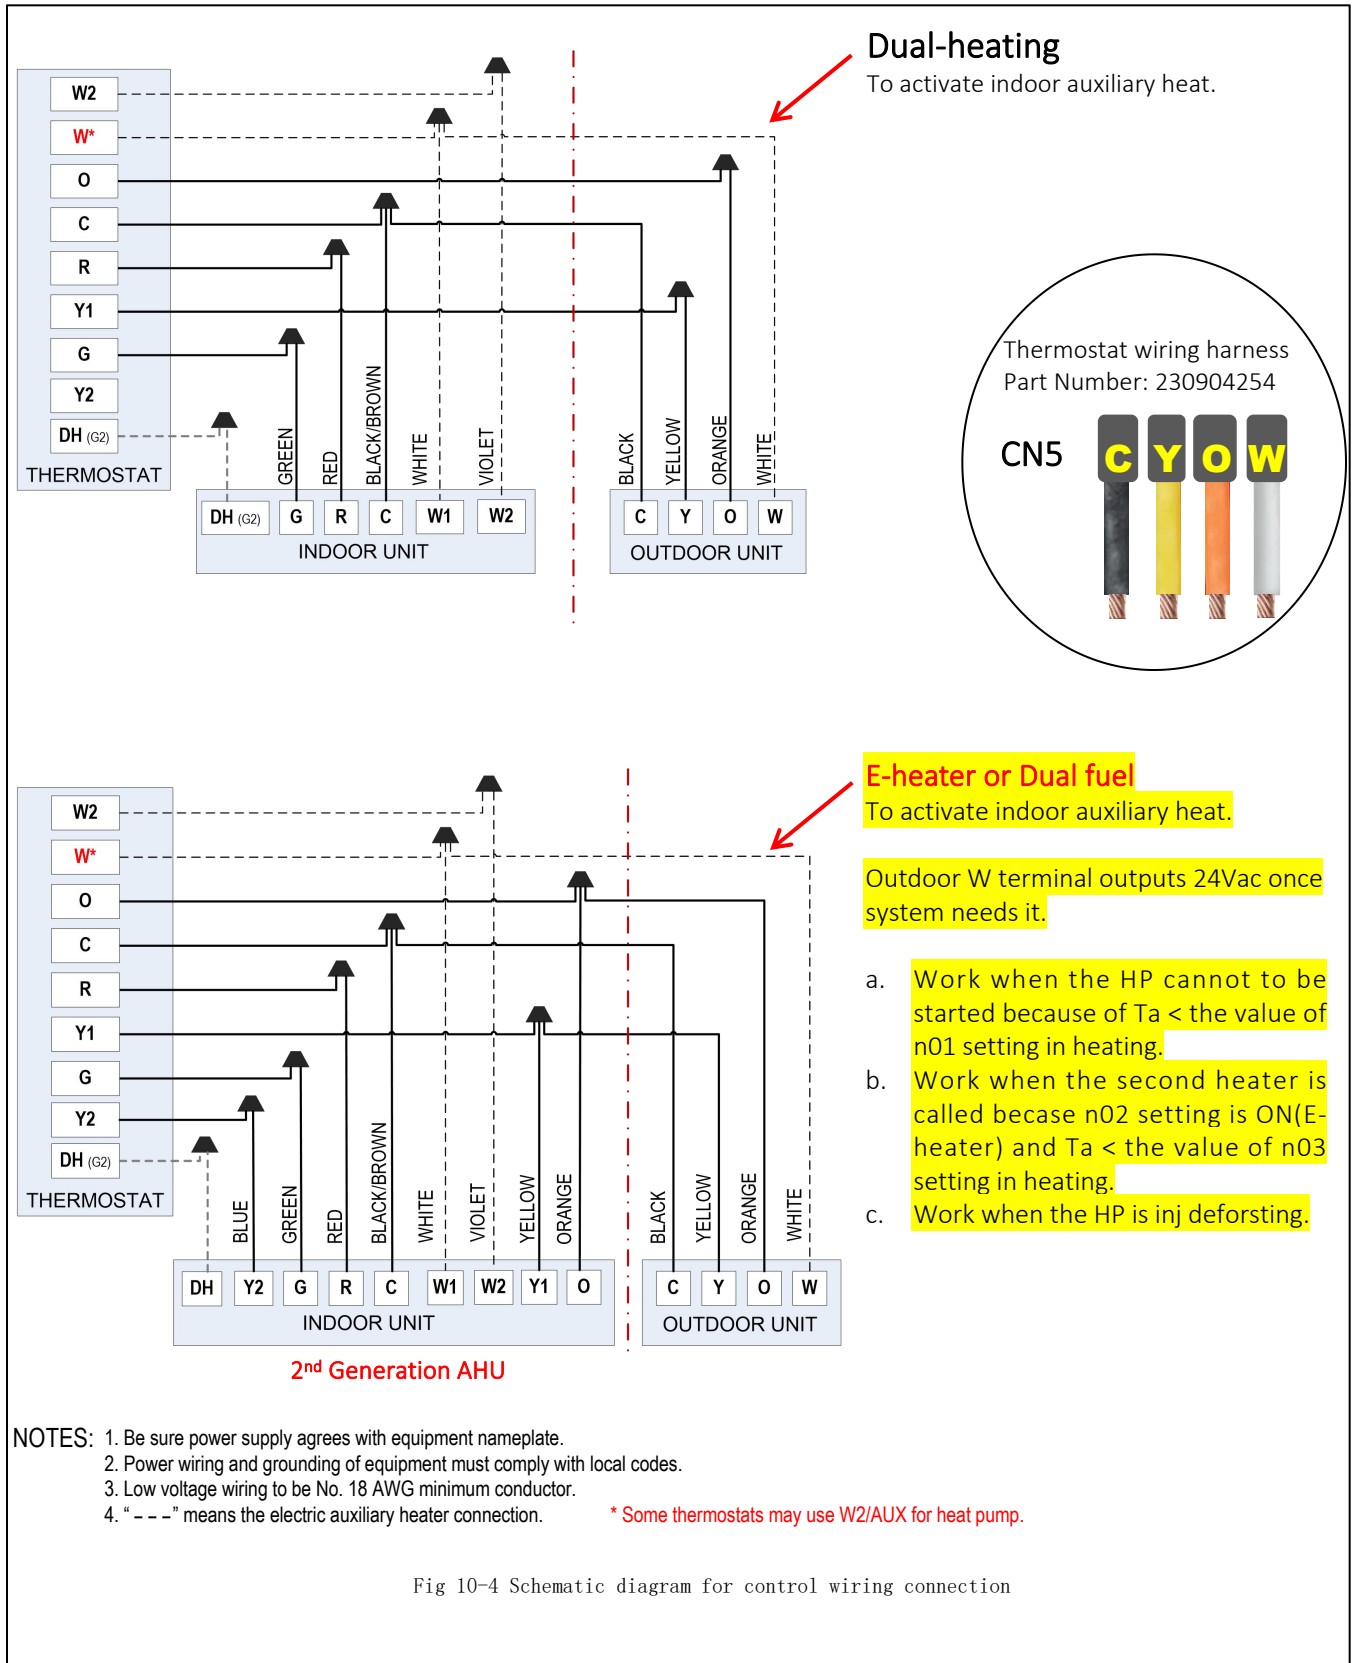 Dual-heating
To activate indoor auxiliary heat.
W2
W*
O
C
R
Y1
G
Y2
DH (G2)
THERMOSTAT
GREEN
RED
BLACK/BROWN
WHITE
VIOLET
BLACK
YELLOW
ORANGE
WHITE
DH (G2) G R C W1 W2
INDOOR UNIT
C Y O W
OUTDOOR UNIT
Thermostat wiring harness
Part Number: 230904254
CN5
C Y O W
E-heater or Dual fuel
To activate indoor auxiliary heat.
Outdoor W terminal outputs 24Vac once
system needs it.
a. Work when the HP cannot to be
started because of Ta < the value of
n01 setting in heating.
b. Work when the second heater is
called becase n02 setting is ON(E-
heater) and Ta < the value of n03
setting in heating.
c. Work when the HP is inj deforsting.
W2
W*
O
C
R
Y1
G
Y2
DH (G2)
THERMOSTAT
BLUE
GREEN
RED
BLACK/BROWN
WHITE
VIOLET
YELLOW
ORANGE
BLACK
YELLOW
ORANGE
WHITE
DH Y2 G R C W1 W2 Y1 O
INDOOR UNIT
C Y O W
OUTDOOR UNIT
2nd Generation AHU
NOTES: 1. Be sure power supply agrees with equipment nameplate.
2. Power wiring and grounding of equipment must comply with local codes.
3. Low voltage wiring to be No. 18 AWG minimum conductor.
4. “ – – –” means the electric auxiliary heater connection. * Some thermostats may use W2/AUX for heat pump.
Fig 10-4 Schematic diagram for control wiring connection